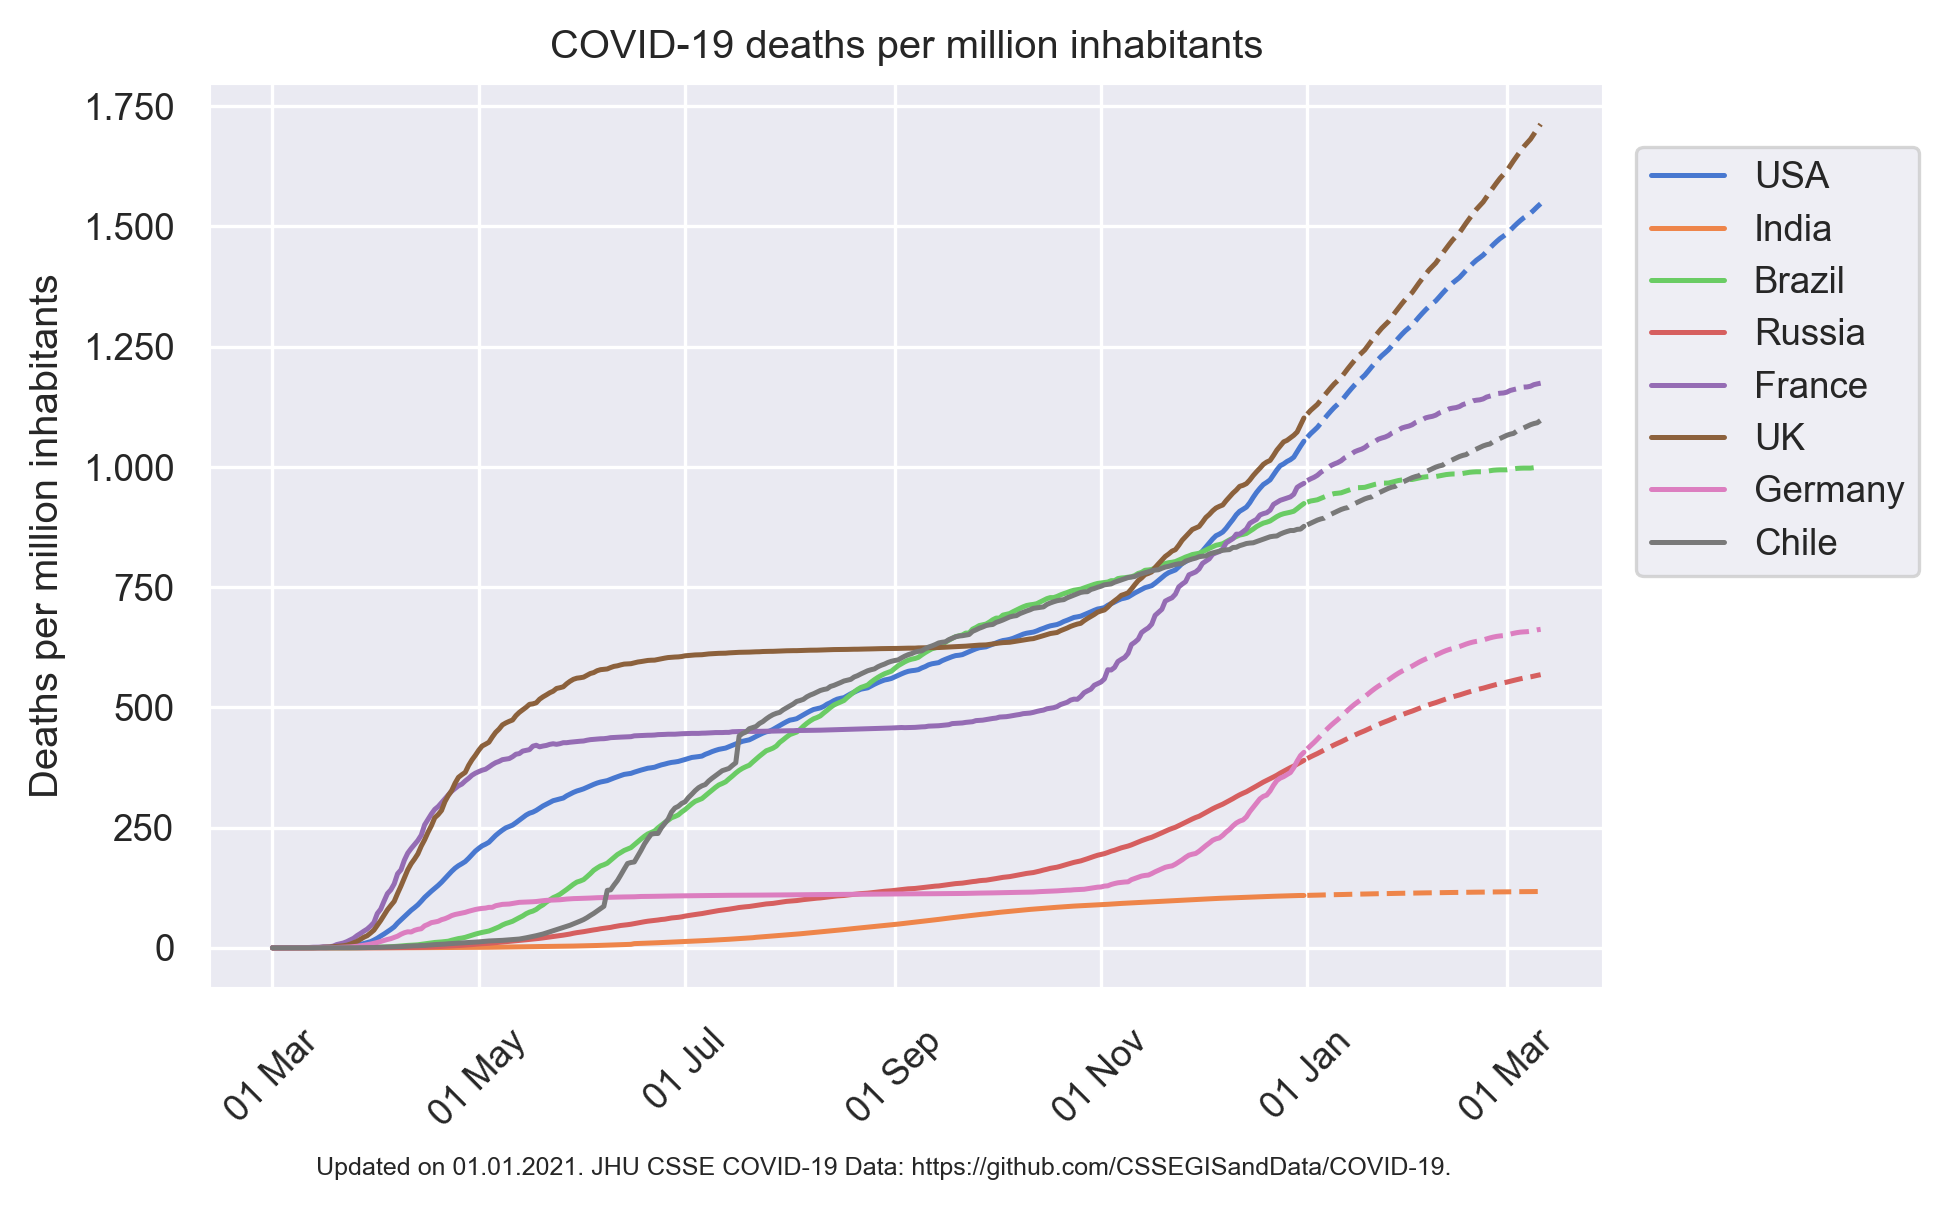 COVID-19 deaths per million inhabitants
Deaths per million inhabitants
1.750
1.500
1.250
1.000
750
500
250
0
01 Mar
01 May
01 Jul
01 Sep
01 Nov
01 Jan
01 Mar
USA
India
Brazil
Russia
France
UK
Germany
Chile
Updated on 01.01.2021. JHU CSSE COVID-19 Data: https://github.com/CSSEGISandData/COVID-19.